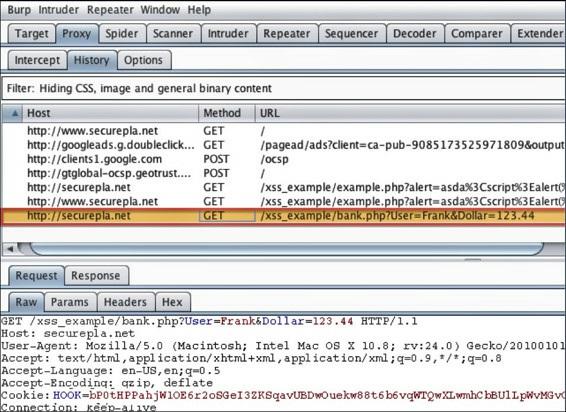 Burp Intruder Repeater Window Help
Target Proxy Spider Scanner Intruder Repeater Sequencer Decoder Comparer Extender
Intercept History Options
Filter: Hiding CSS, image and general binary content
Host Method URL
http://www.securepla.net GET /
http://googleads.g.doubleclick... GET /pagead/ads?client=ca-pub-9085173525971809&output
http://clients1.google.com POST /ocsp
http://gtglobal-ocsp.geotrust.... POST /
http://securepla.net GET /xss_example/example.php?alert=asda%3Cscript%3Ealert(
http://www.securepla.net GET /xss_example/example.php?alert=asda%3Cscript%3Ealert(
http://securepla.net GET /xss_example/bank.php?User=Frank&Dollar=123.44
Request Response
Raw Params Headers Hex
GET /xss_example/bank.php?User=Frank&Dollar=123.44 HTTP/1.1
Host: securepla.net
User-Agent: Mozilla/5.0 (Macintosh; Intel Mac OS X 10.8; rv:24.0) Gecko/20100101
Accept: text/html,application/xhtml+xml,application/xml;q=0.9,*/*;q=0.8
Accept-Language: en-US,en;q=0.5
Accept-Encoding: gzip, deflate
Cookie: HOOK=
Connection: keep-alive